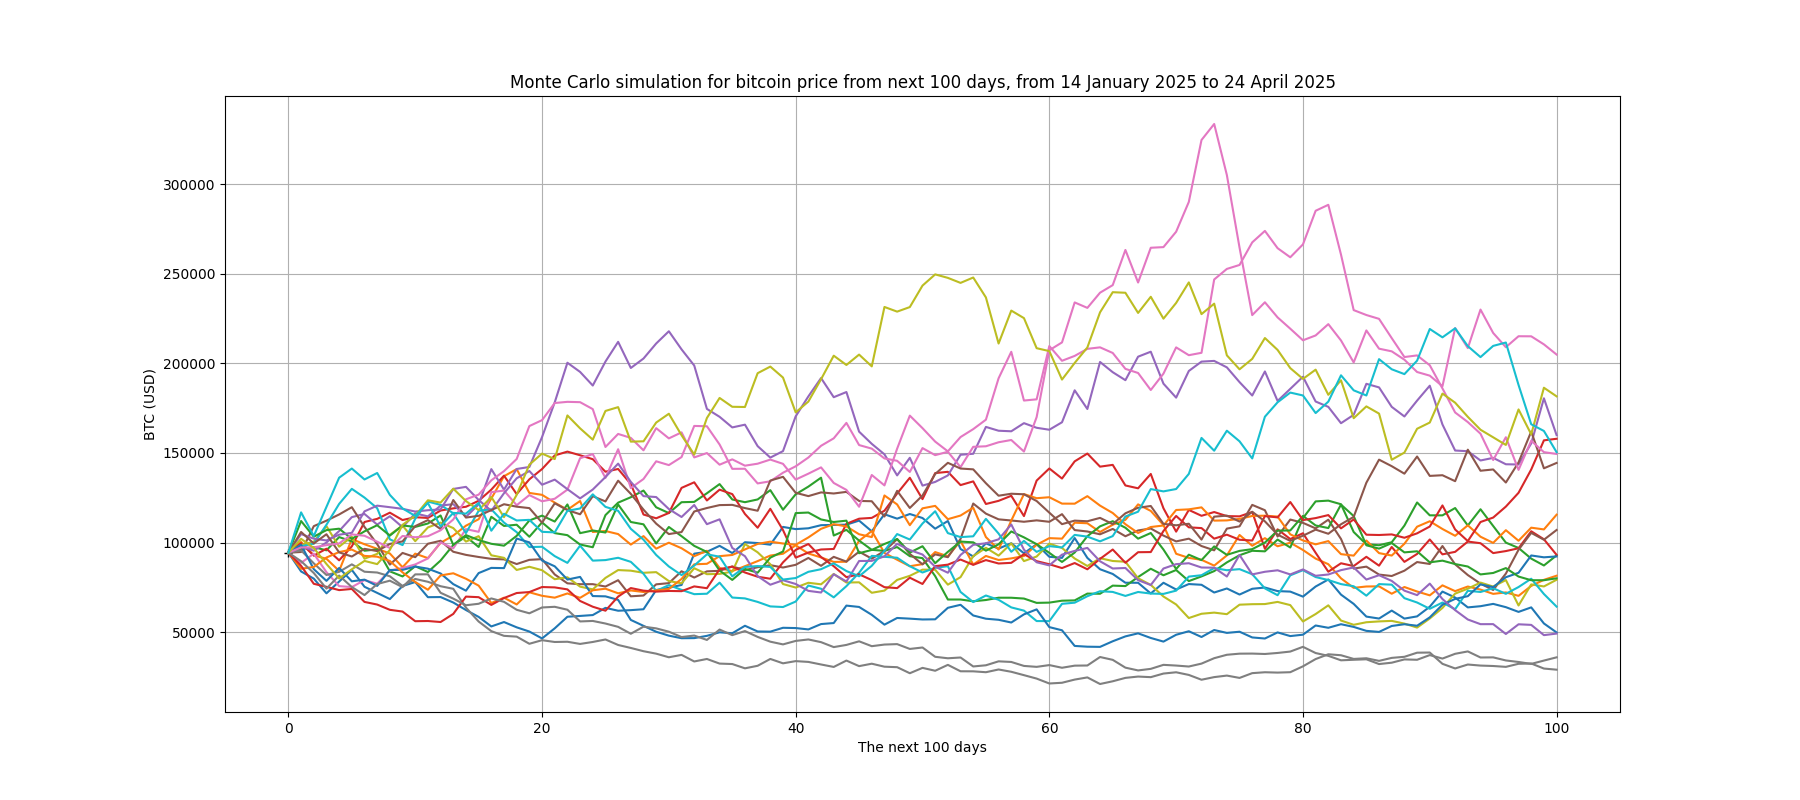 Monte Carlo simulation for bitcoin price from next 100 days, from 14 January 2025 to 24 April 2025
300000
250000
200000
150000
100000
50000
BTC (USD)
0 20 40 60 80 100
The next 100 days